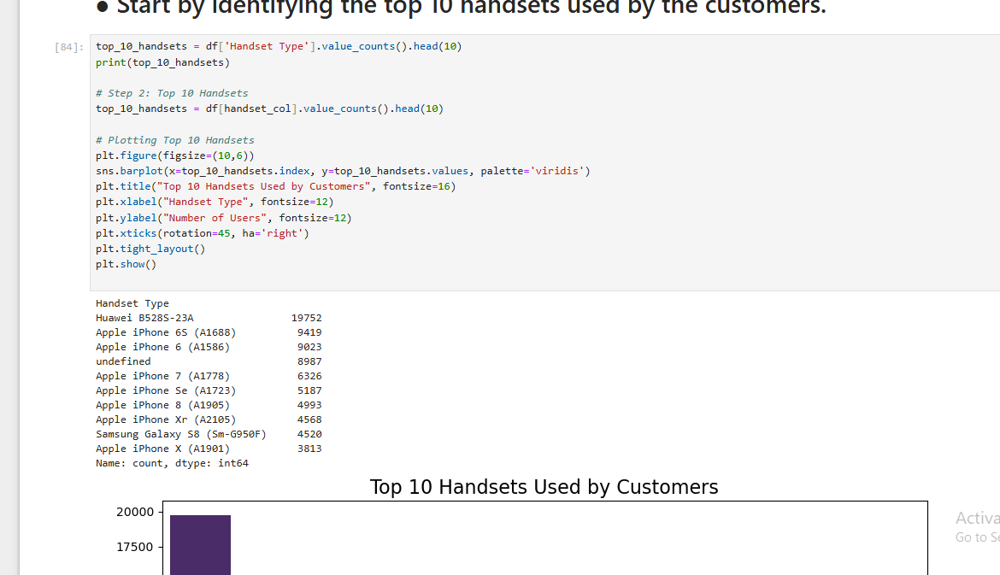 ● Start by identifying the top 10 handsets used by the customers.
[84]:
top_10_handsets = df['Handset Type'].value_counts().head(10)
print(top_10_handsets)
# Step 2: Top 10 Handsets
top_10_handsets = df[handset_col].value_counts().head(10)
# Plotting Top 10 Handsets
plt.figure(figsize=(10,6))
sns.barplot(x=top_10_handsets.index, y=top_10_handsets.values, palette='viridis')
plt.title("Top 10 Handsets Used by Customers", fontsize=16)
plt.xlabel("Handset Type", fontsize=12)
plt.ylabel("Number of Users", fontsize=12)
plt.xticks(rotation=45, ha='right')
plt.tight_layout()
plt.show()
Handset Type
Huawei B528S-23A 19752
Apple iPhone 6S (A1688) 9419
Apple iPhone 6 (A1586) 9023
undefined 8987
Apple iPhone 7 (A1778) 6326
Apple iPhone Se (A1723) 5187
Apple iPhone 8 (A1905) 4993
Apple iPhone Xr (A2105) 4568
Samsung Galaxy S8 (Sm-G950F) 4520
Apple iPhone X (A1901) 3813
Name: count, dtype: int64
Top 10 Handsets Used by Customers
20000
17500
Activa
Go to Se